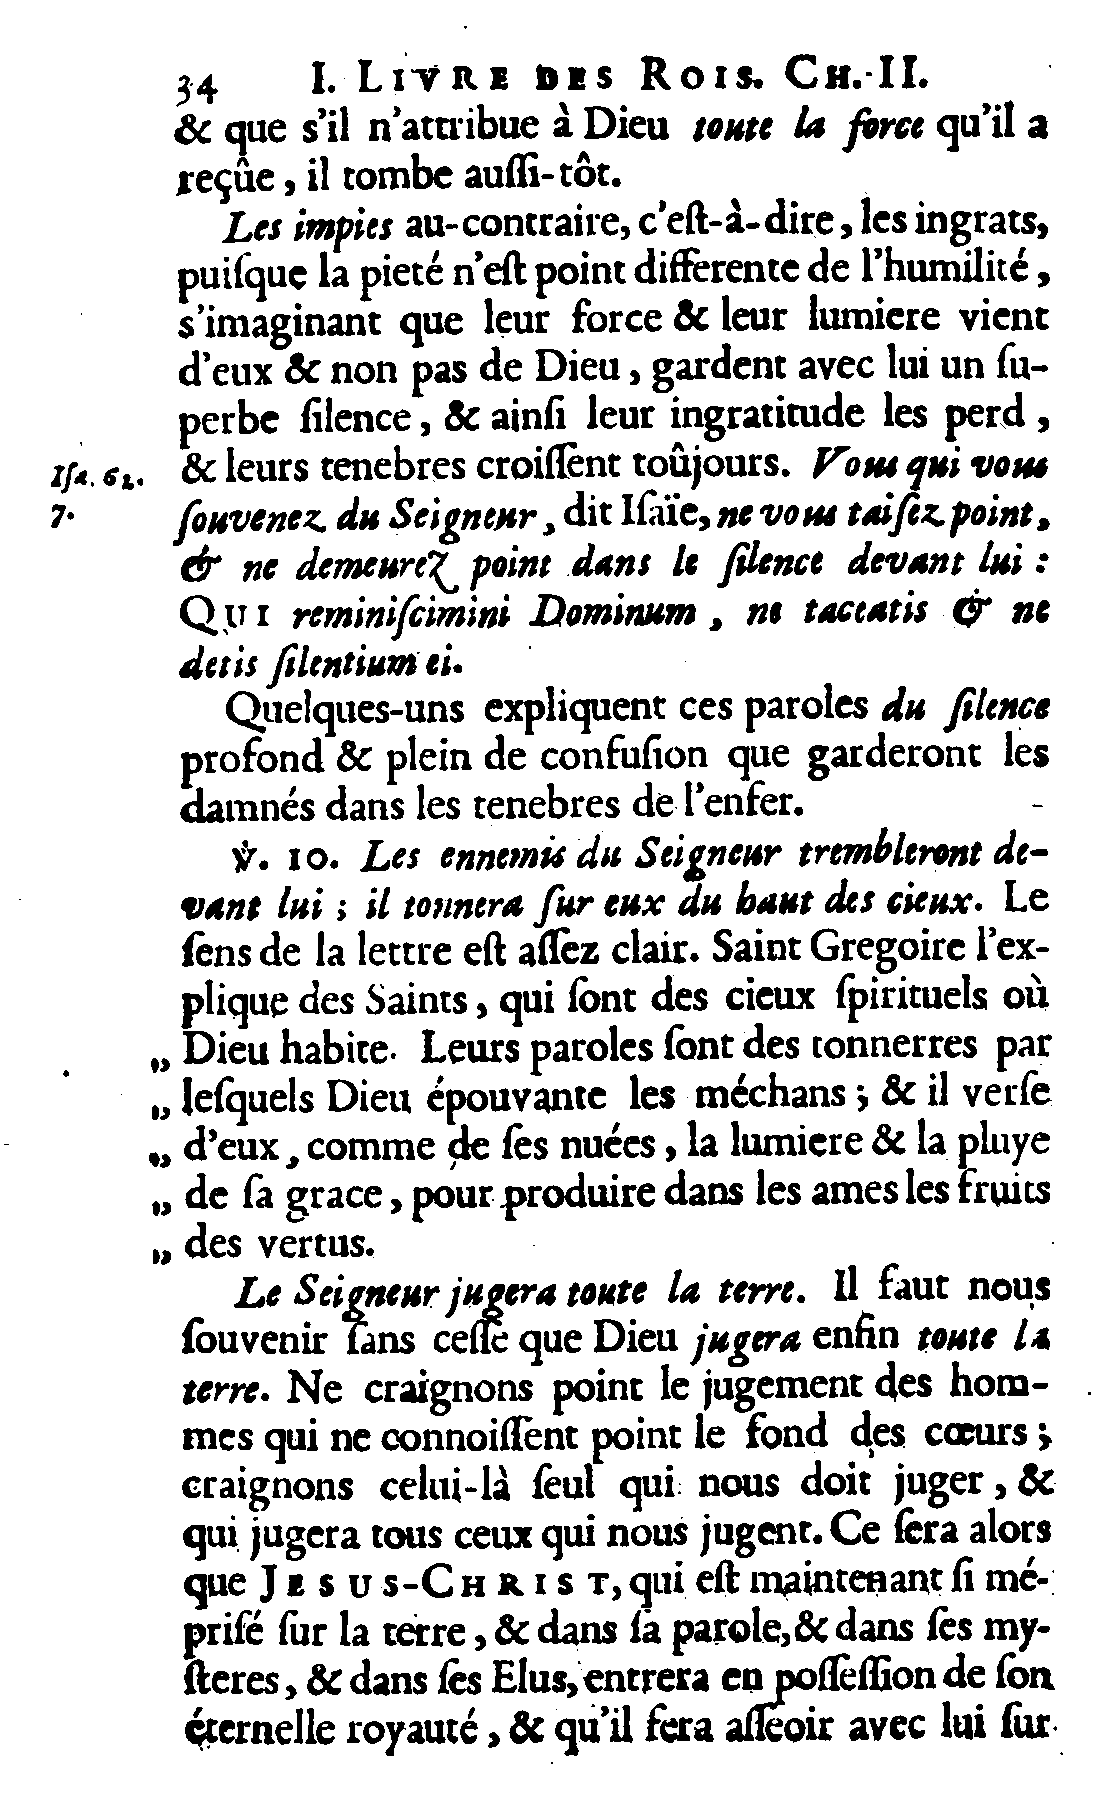 34 I. LIVRE DES ROIS. CH. II.
& que s'il n'attribue à Dieu toute la force qu'il a
reçûe, il tombe auſſi-tôt.
Les impies au-contraire, c'eſt-à-dire, les ingrats,
puiſque la pieté n'eſt point differente de l'humilité,
s'imaginant que leur force & leur lumiere vient
d'eux & non pas de Dieu, gardent avec lui un ſu-
perbe ſilence, & ainſi leur ingratitude les perd,
& leurs tenebres croiſſent toûjours. Vous qui vous
Iſa. 62.
7.
ſouvenez du Seigneur, dit Iſaïe, ne vous taiſez point,
& ne demeurez point dans le ſilence devant lui :
QUI reminiſcimini Dominum, ne taceatis & ne
detis ſilentium ei.
Quelques-uns expliquent ces paroles du ſilence
profond & plein de confuſion que garderont les
damnés dans les tenebres de l'enfer.
℣. 10. Les ennemis du Seigneur trembleront de-
vant lui ; il tonnera ſur eux du haut des cieux. Le
ſens de la lettre eſt aſſez clair. Saint Gregoire l'ex-
plique des Saints, qui ſont des cieux ſpirituels où
„ Dieu habite. Leurs paroles ſont des tonnerres par
„ leſquels Dieu épouvante les méchans ; & il verſe
„ d'eux, comme de ſes nuées, la lumiere & la pluye
„ de ſa grace, pour produire dans les ames les fruits
„ des vertus.
Le Seigneur jugera toute la terre. Il faut nous
ſouvenir ſans ceſſe que Dieu jugera enfin toute la
terre. Ne craignons point le jugement des hom-
mes qui ne connoiſſent point le fond des cœurs ;
craignons celui-là ſeul qui nous doit juger, &
qui jugera tous ceux qui nous jugent. Ce ſera alors
que JESUS-CHRIST, qui eſt maintenant ſi mé-
priſé ſur la terre, & dans ſa parole, & dans ſes my-
ſteres, & dans ſes Elus, entrera en poſſeſſion de ſon
éternelle royauté, & qu'il fera aſſeoir avec lui ſur